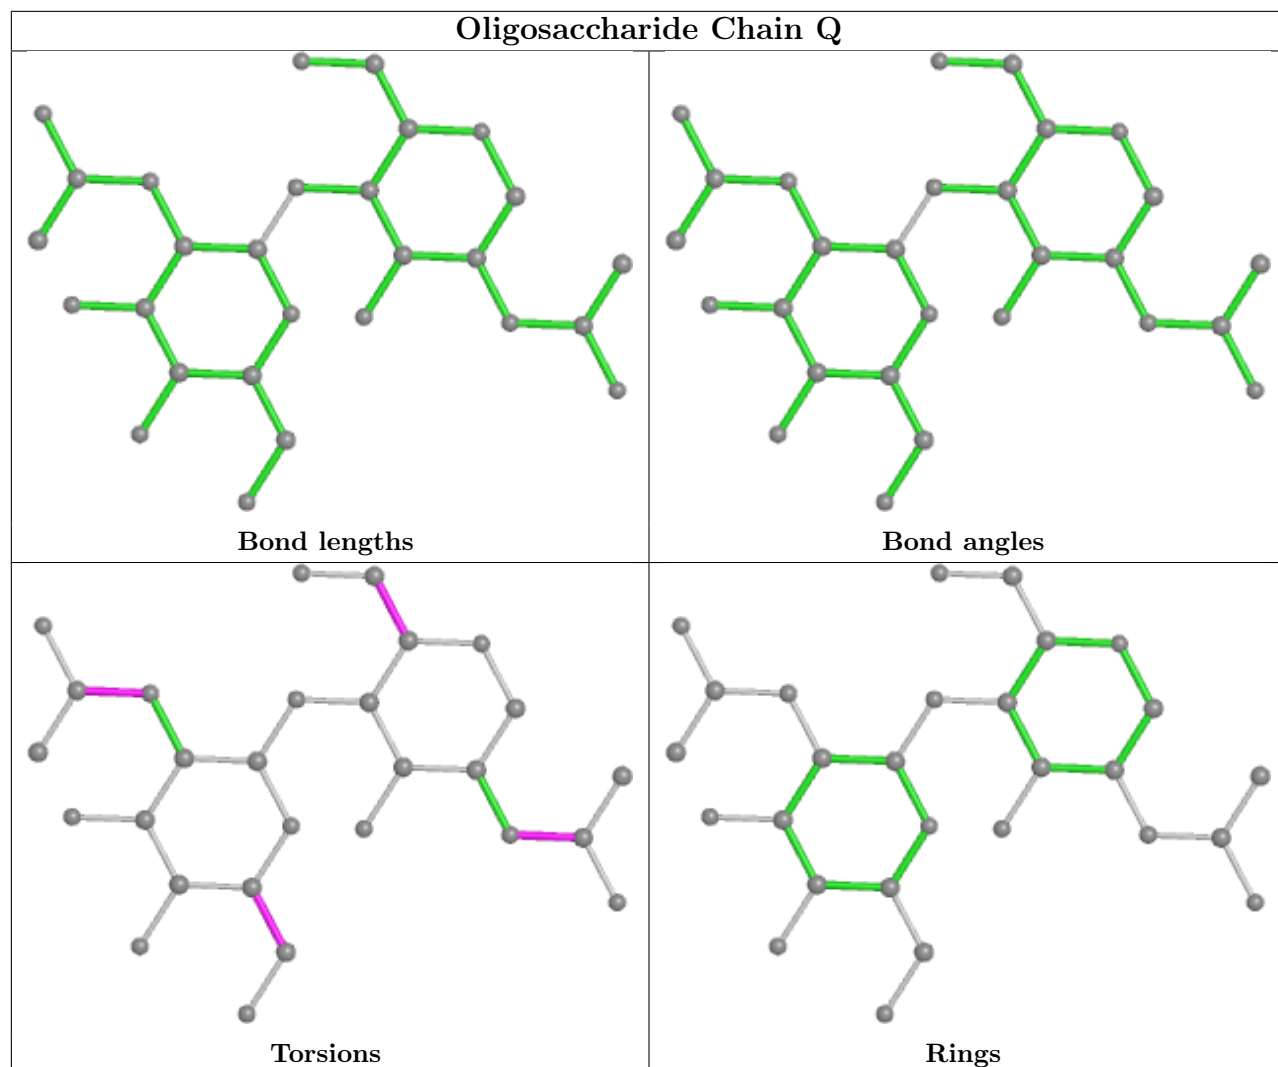 Oligosaccharide Chain Q
Bond lengths
Bond angles
Torsions
Rings